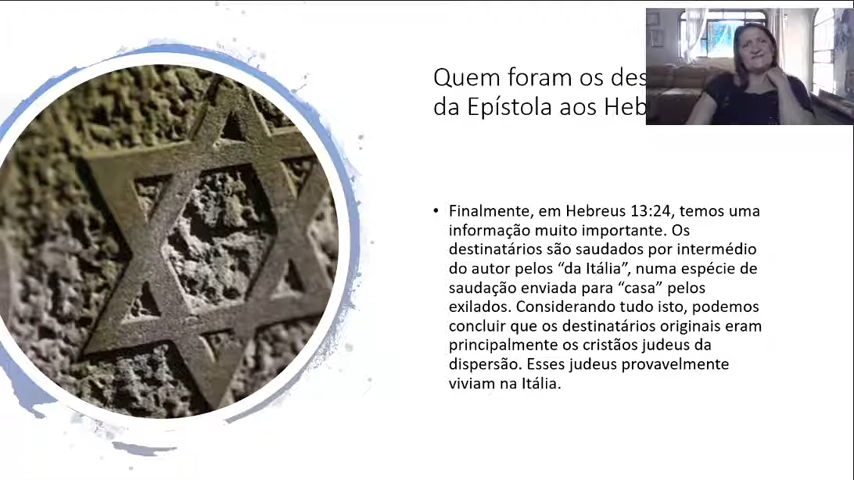 Quem foram os des
da Epístola aos Heb
• Finalmente, em Hebreus 13:24, temos uma
informação muito importante. Os
destinatários são saudados por intermédio
do autor pelos “da Itália”, numa espécie de
saudação enviada para “casa” pelos
exilados. Considerando tudo isto, podemos
concluir que os destinatários originais eram
principalmente os cristãos judeus da
dispersão. Esses judeus provavelmente
viviam na Itália.